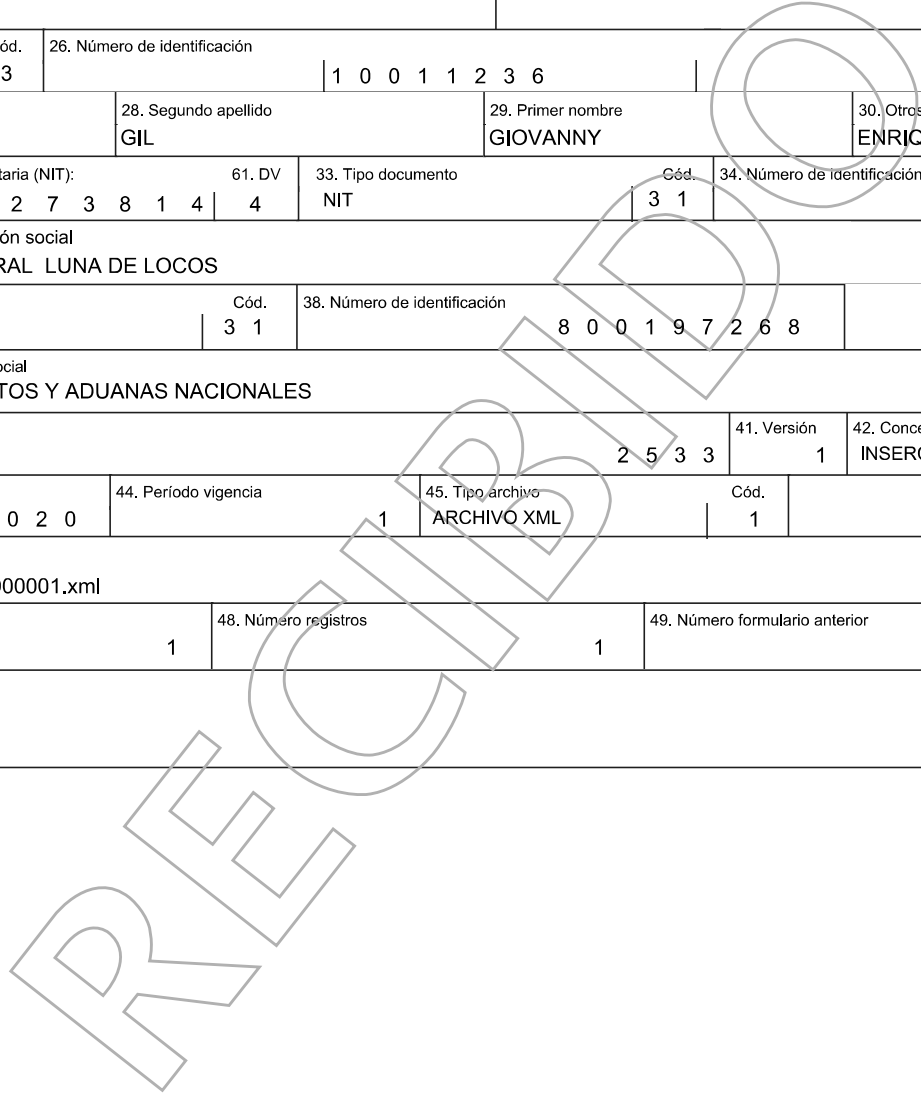 ód. 26. Número de identificación
3 1 0 0 1 1 2 3 6
28. Segundo apellido 29. Primer nombre 30. Otros
GIL GIOVANNY ENRIQ
taria (NIT): 61. DV 33. Tipo documento Cód. 34. Número de identificación
2 7 3 8 1 4 4 NIT 3 1
ón social
RAL LUNA DE LOCOS
Cód. 38. Número de identificación
3 1 8 0 0 1 9 7 2 6 8
ocial
TOS Y ADUANAS NACIONALES
41. Versión 42. Conce
2 5 3 3 1 INSERC
44. Período vigencia 45. Tipo archivo Cód.
0 2 0 1 ARCHIVO XML 1
000001.xml
48. Número registros 49. Número formulario anterior
1 1
RECIBIDO